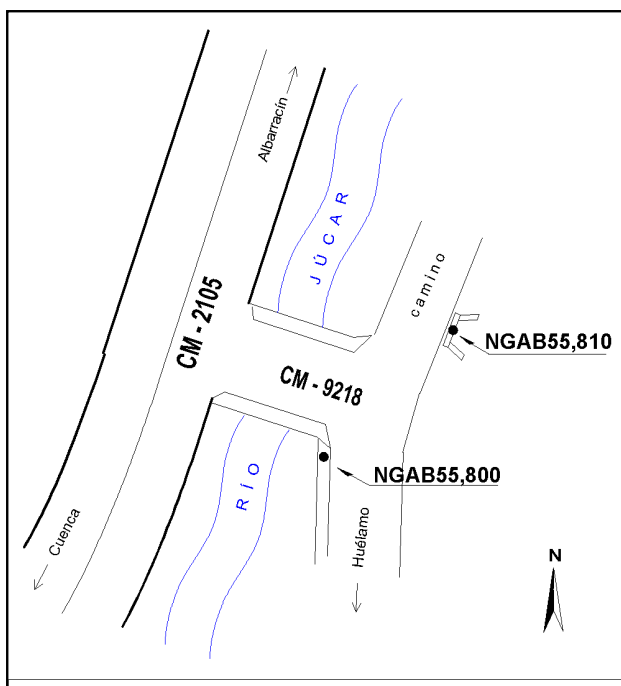 Albarracín
JÚCAR
camino
CM - 2105
NGAB55,810
CM - 9218
NGAB55,800
RÍO
Cuenca
Huélamo
N